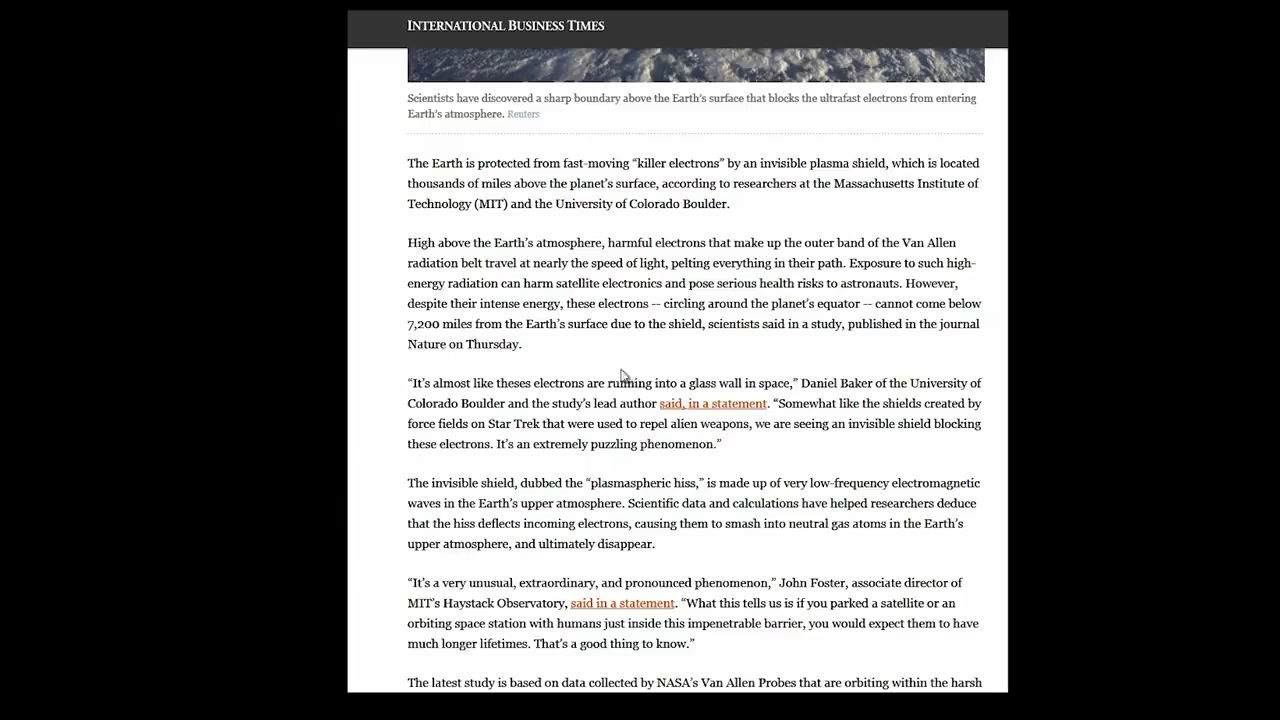 INTERNATIONAL BUSINESS TIMES
Scientists have discovered a sharp boundary above the Earth's surface that blocks the ultrafast electrons from entering
Earth's atmosphere. Reuters
The Earth is protected from fast-moving “killer electrons” by an invisible plasma shield, which is located
thousands of miles above the planet's surface, according to researchers at the Massachusetts Institute of
Technology (MIT) and the University of Colorado Boulder.
High above the Earth's atmosphere, harmful electrons that make up the outer band of the Van Allen
radiation belt travel at nearly the speed of light, pelting everything in their path. Exposure to such high-
energy radiation can harm satellite electronics and pose serious health risks to astronauts. However,
despite their intense energy, these electrons -- circling around the planet's equator -- cannot come below
7,200 miles from the Earth's surface due to the shield, scientists said in a study, published in the journal
Nature on Thursday.
“It's almost like theses electrons are running into a glass wall in space,” Daniel Baker of the University of
Colorado Boulder and the study's lead author said, in a statement. “Somewhat like the shields created by
force fields on Star Trek that were used to repel alien weapons, we are seeing an invisible shield blocking
these electrons. It's an extremely puzzling phenomenon.”
The invisible shield, dubbed the “plasmaspheric hiss,” is made up of very low-frequency electromagnetic
waves in the Earth's upper atmosphere. Scientific data and calculations have helped researchers deduce
that the hiss deflects incoming electrons, causing them to smash into neutral gas atoms in the Earth's
upper atmosphere, and ultimately disappear.
“It's a very unusual, extraordinary, and pronounced phenomenon,” John Foster, associate director of
MIT's Haystack Observatory, said in a statement. “What this tells us is if you parked a satellite or an
orbiting space station with humans just inside this impenetrable barrier, you would expect them to have
much longer lifetimes. That's a good thing to know.”
The latest study is based on data collected by NASA's Van Allen Probes that are orbiting within the harsh